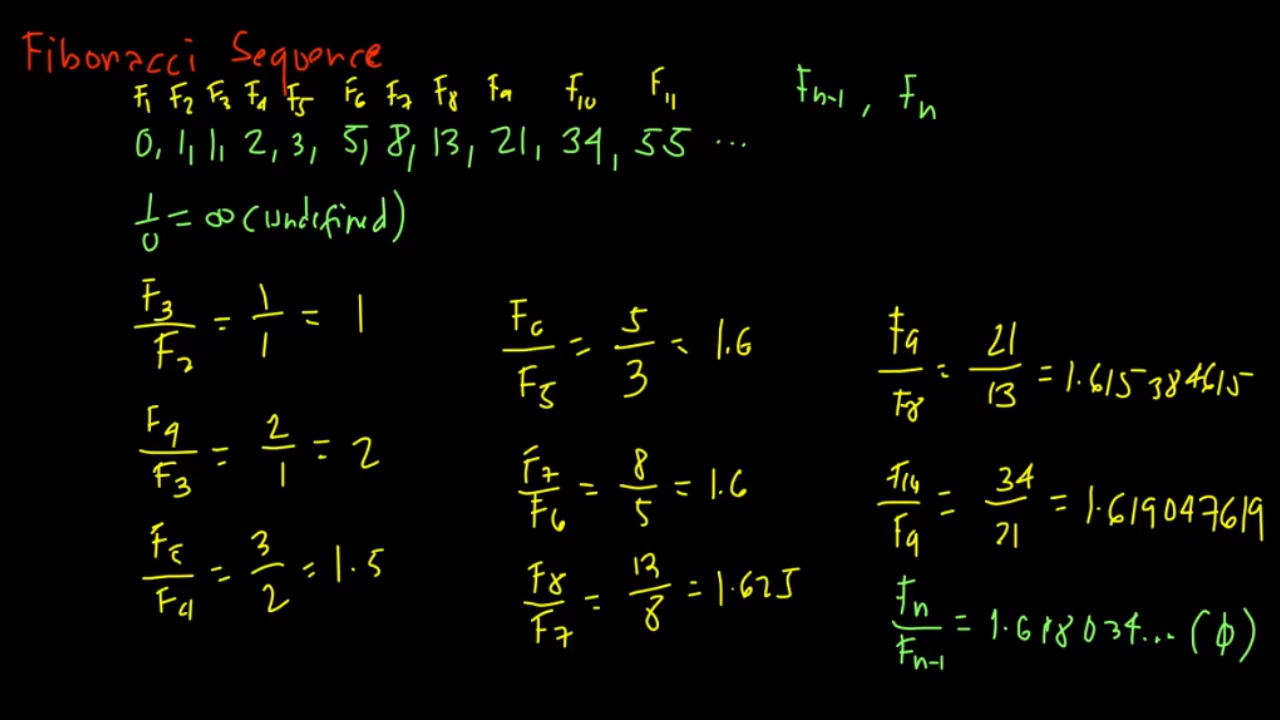 Fibonacci Sequence
F₁ F₂ F₃ F₄ F₅ F₆ F₇ F₈ F₉ F₁₀ F₁₁
F_{n-1}, F_n
0, 1, 1, 2, 3, 5, 8, 13, 21, 34, 55 ...
1/0 = ∞ (undefined)
F₃/F₂ = 1/1 = 1
F₄/F₃ = 2/1 = 2
F₅/F₄ = 3/2 = 1.5
F₆/F₅ = 5/3 = 1.6
F₇/F₆ = 8/5 = 1.6
F₈/F₇ = 13/8 = 1.625
F₉/F₈ = 21/13 = 1.615384615
F₁₀/F₉ = 34/21 = 1.619047619
F_n/F_{n-1} = 1.618034... (ϕ)